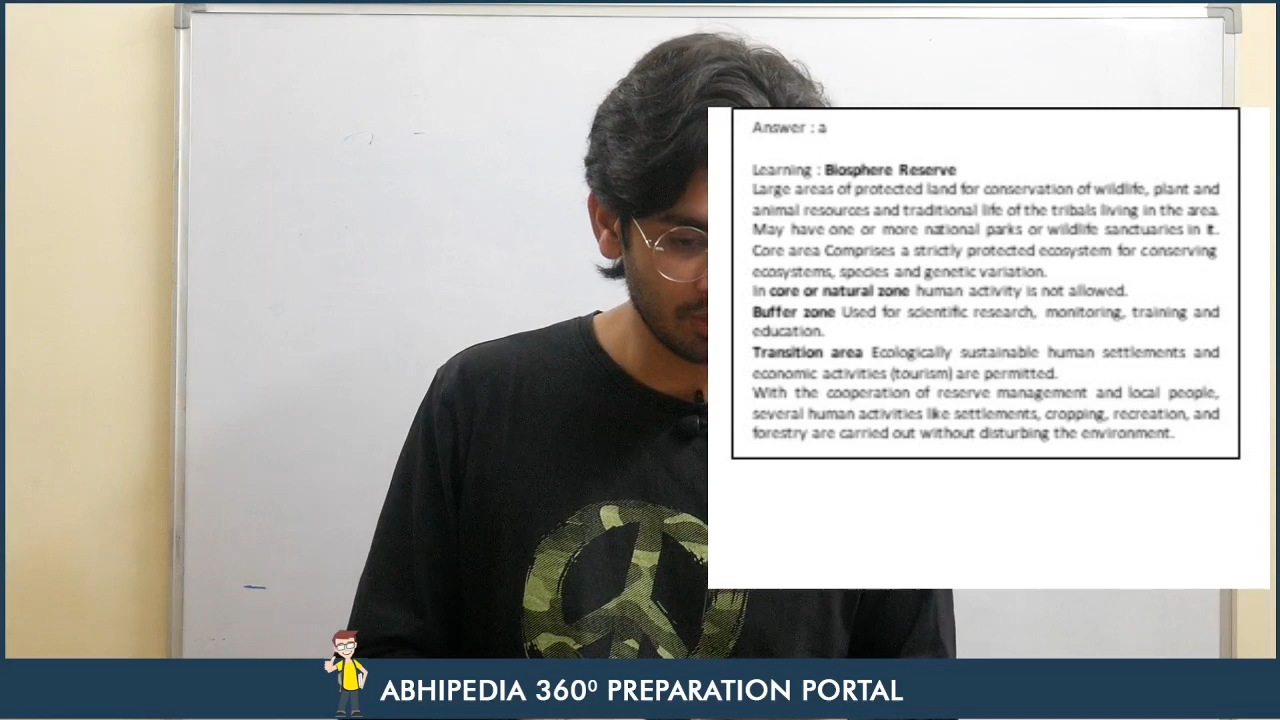 Answer : a
Learning : Biosphere Reserve
Large areas of protected land for conservation of wildlife, plant and
animal resources and traditional life of the tribals living in the area.
May have one or more national parks or wildlife sanctuaries in it.
Core area Comprises a strictly protected ecosystem for conserving
ecosystems, species and genetic variation.
In core or natural zone human activity is not allowed.
Buffer zone Used for scientific research, monitoring, training and
education.
Transition area Ecologically sustainable human settlements and
economic activities (tourism) are permitted.
With the cooperation of reserve management and local people,
several human activities like settlements, cropping, recreation, and
forestry are carried out without disturbing the environment.
ABHIPEDIA 360⁰ PREPARATION PORTAL